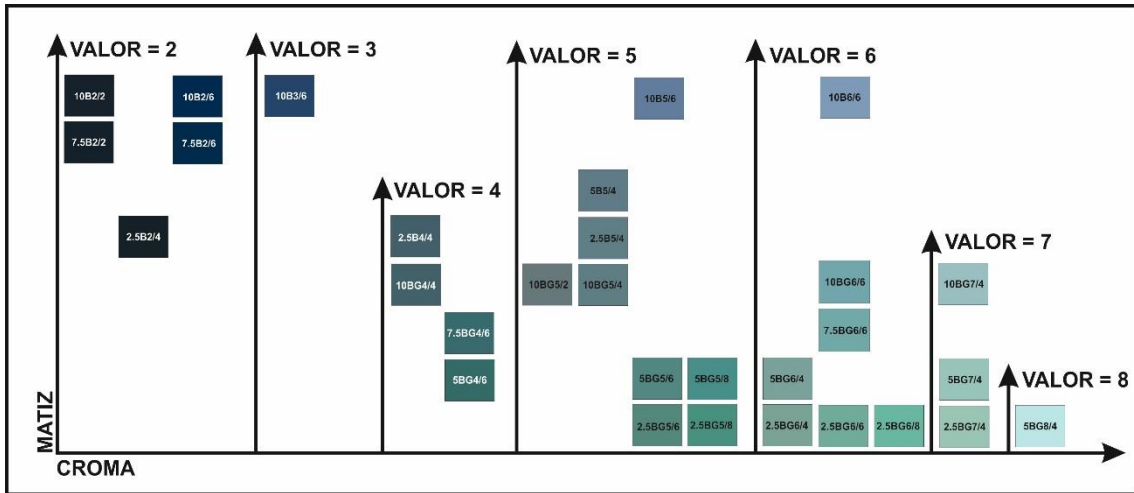 VALOR = 2
VALOR = 3
VALOR = 5
VALOR = 6
10B2/2
10B2/6
10B3/6
10B5/6
10B6/6
7.5B2/2
7.5B2/6
VALOR = 4
5B5/4
2.5B2/4
2.5B4/4
2.5B5/4
VALOR = 7
10BG4/4
10BG5/2
10BG5/4
10BG6/6
10BG7/4
7.5BG4/6
7.5BG6/6
5BG4/6
5BG5/6
5BG5/8
5BG6/4
5BG7/4
VALOR = 8
2.5BG5/6
2.5BG5/8
2.5BG6/4
2.5BG6/6
2.5BG6/8
2.5BG7/4
5BG8/4
MATIZ
CROMA